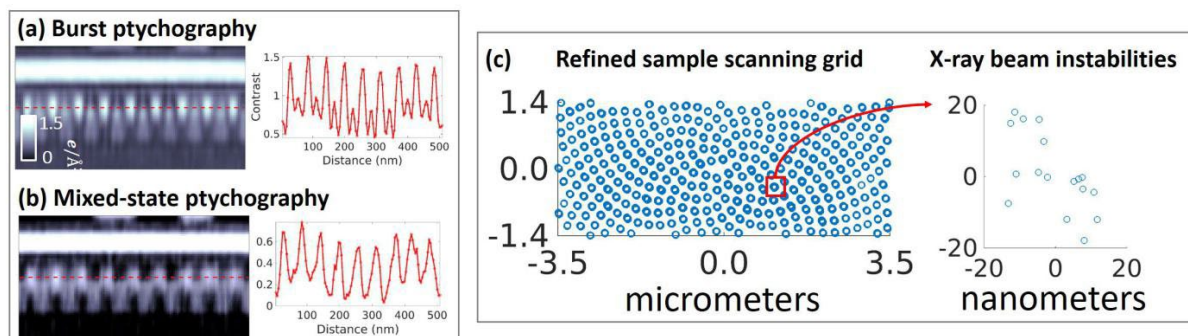 (a) Burst ptychography
1.5
0
e/Å
Contrast
1.5
1
0.5
0 100 200 300 400 500
Distance (nm)
(b) Mixed-state ptychography
0.6
0.4
0.2
0
0 100 200 300 400 500
Distance (nm)
(c) Refined sample scanning grid
1.4
0.0
-1.4
-3.5 0.0 3.5
micrometers
X-ray beam instabilities
20
0
-20
-20 0 20
nanometers